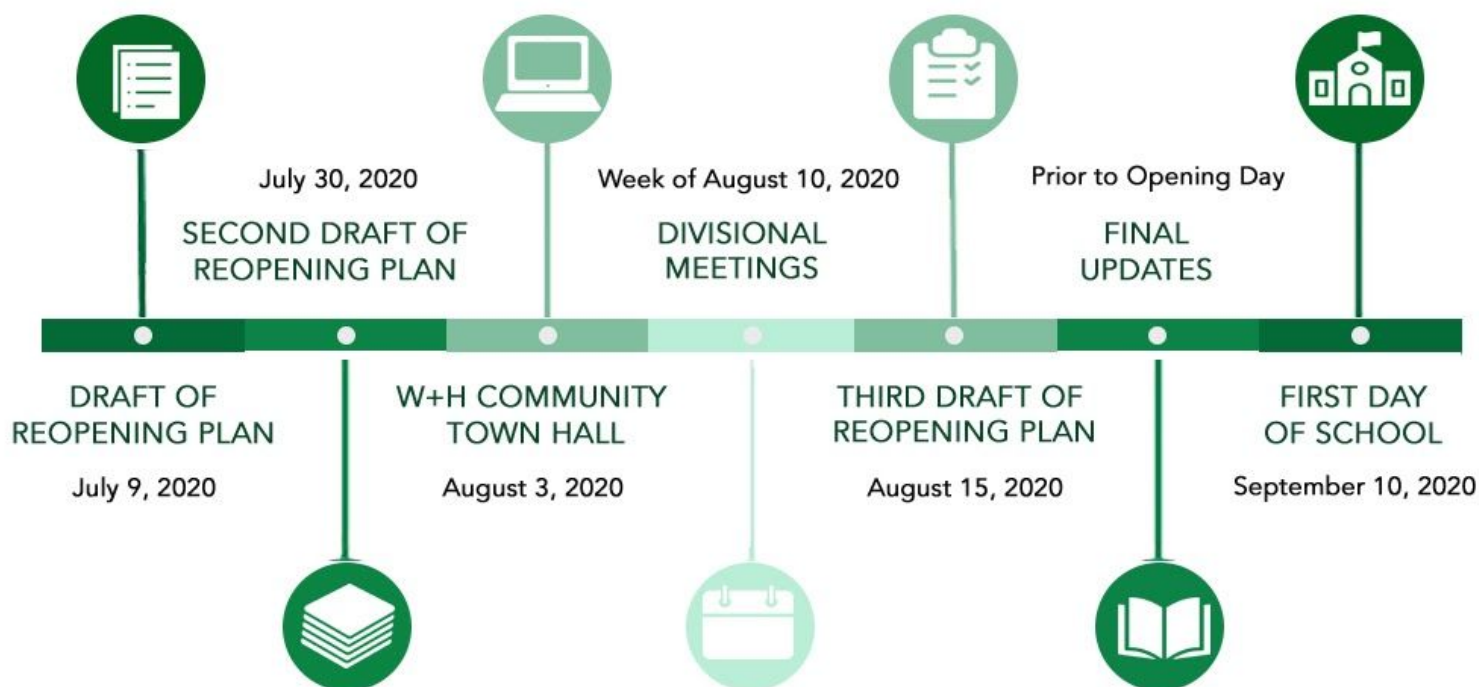 July 30, 2020
SECOND DRAFT OF
REOPENING PLAN
Week of August 10, 2020
DIVISIONAL
MEETINGS
Prior to Opening Day
FINAL
UPDATES
DRAFT OF
REOPENING PLAN
July 9, 2020
W+H COMMUNITY
TOWN HALL
August 3, 2020
THIRD DRAFT OF
REOPENING PLAN
August 15, 2020
FIRST DAY
OF SCHOOL
September 10, 2020